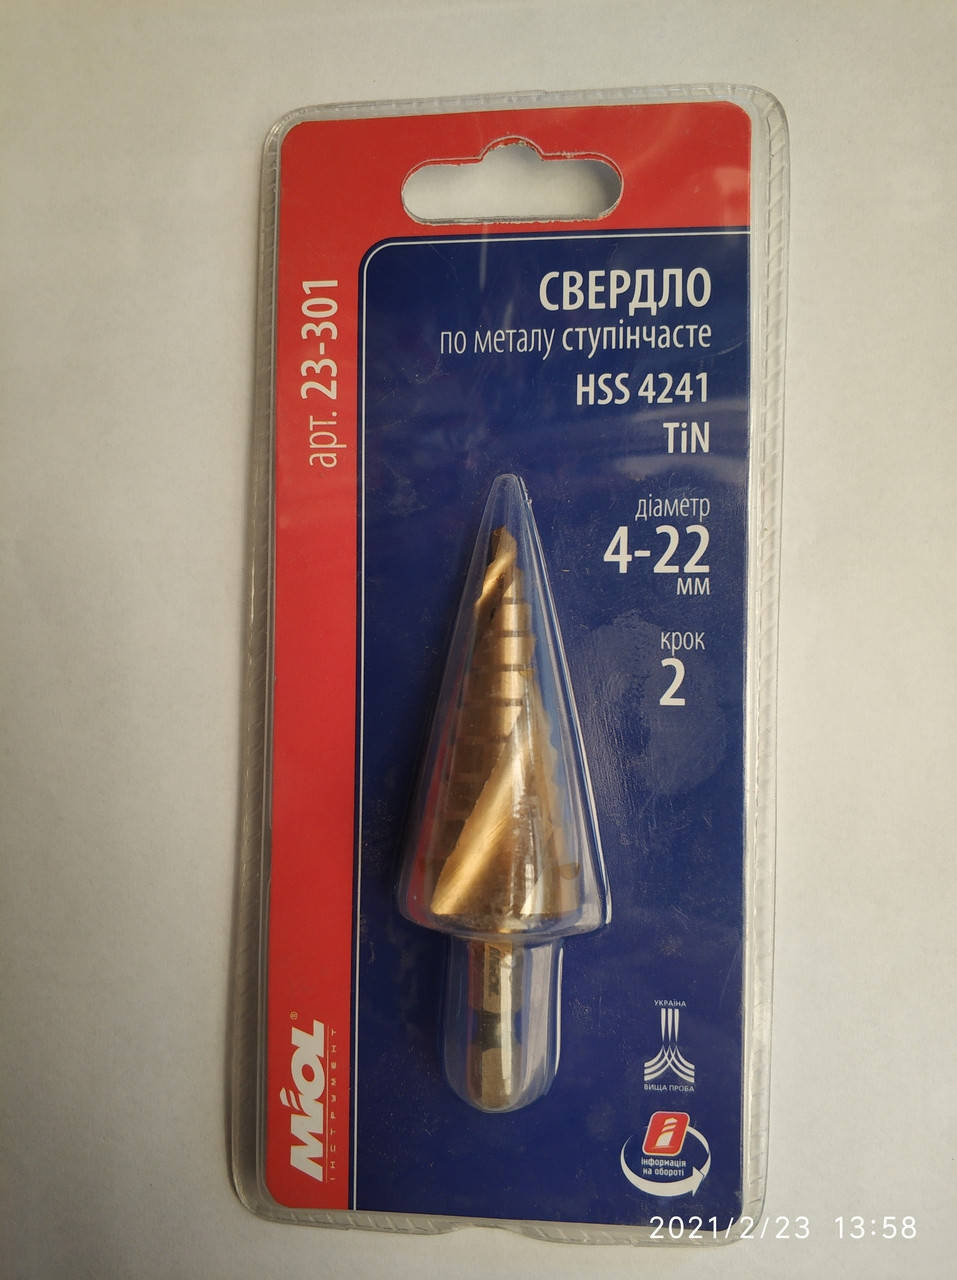 арт. 23-301
СВЕРДЛО
по металу ступінчасте
HSS 4241
TiN
діаметр
4-22
мм
крок
2
УКРАЇНА
ВИЩА ПРОБА
MIOL®
ІНСТРУМЕНТ
i
інформація
на обороті
2021/2/23 13:58